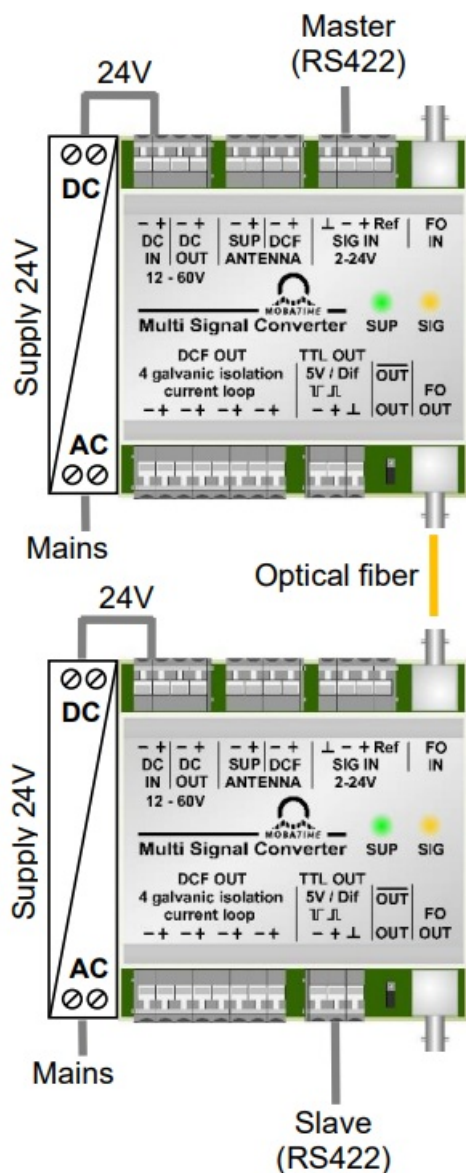 Master
(RS422)
24V
DC
Supply 24V
- + - + - + - + ⊥ - + Ref FO
DC DC SUP DCF SIG IN IN
IN OUT ANTENNA 2-24V
12 - 60V
MOBATIME
Multi Signal Converter SUP SIG
DCF OUT TTL OUT
4 galvanic isolation 5V / Dif OUT
current loop FO
- + - + - + - + - + ⊥ OUT OUT
AC
Mains
Optical fiber
24V
DC
Supply 24V
- + - + - + - + ⊥ - + Ref FO
DC DC SUP DCF SIG IN IN
IN OUT ANTENNA 2-24V
12 - 60V
MOBATIME
Multi Signal Converter SUP SIG
DCF OUT TTL OUT
4 galvanic isolation 5V / Dif OUT
current loop FO
- + - + - + - + - + ⊥ OUT OUT
AC
Mains
Slave
(RS422)